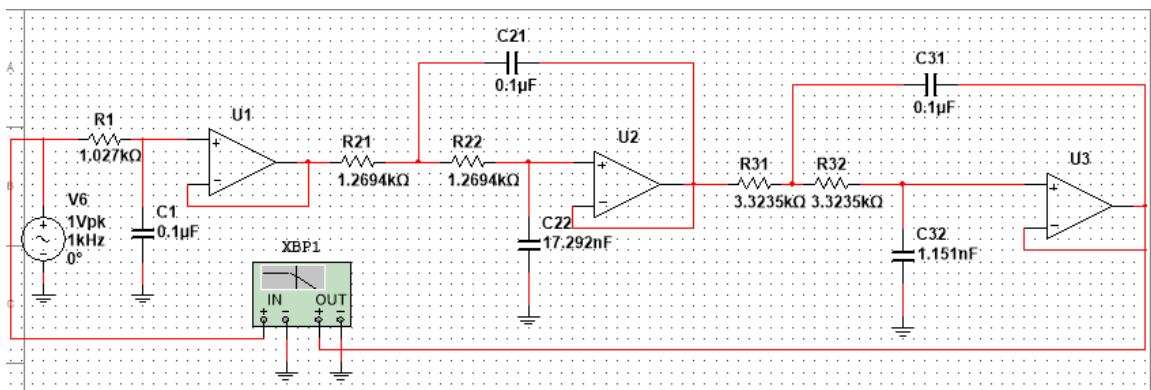 C21
0.1µF
C31
0.1µF
A
U1
R1
1.027kΩ
+
−
R21
1.2694kΩ
R22
1.2694kΩ
U2
+
−
R31
3.3235kΩ
R32
3.3235kΩ
U3
+
−
B
V6
1Vpk
1kHz
0°
+
−
C1
0.1µF
C22
17.292nF
C32
1.151nF
XBP1
IN
OUT
+ − + −
C